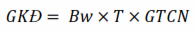 GKĐ = Bw × T × GTCN